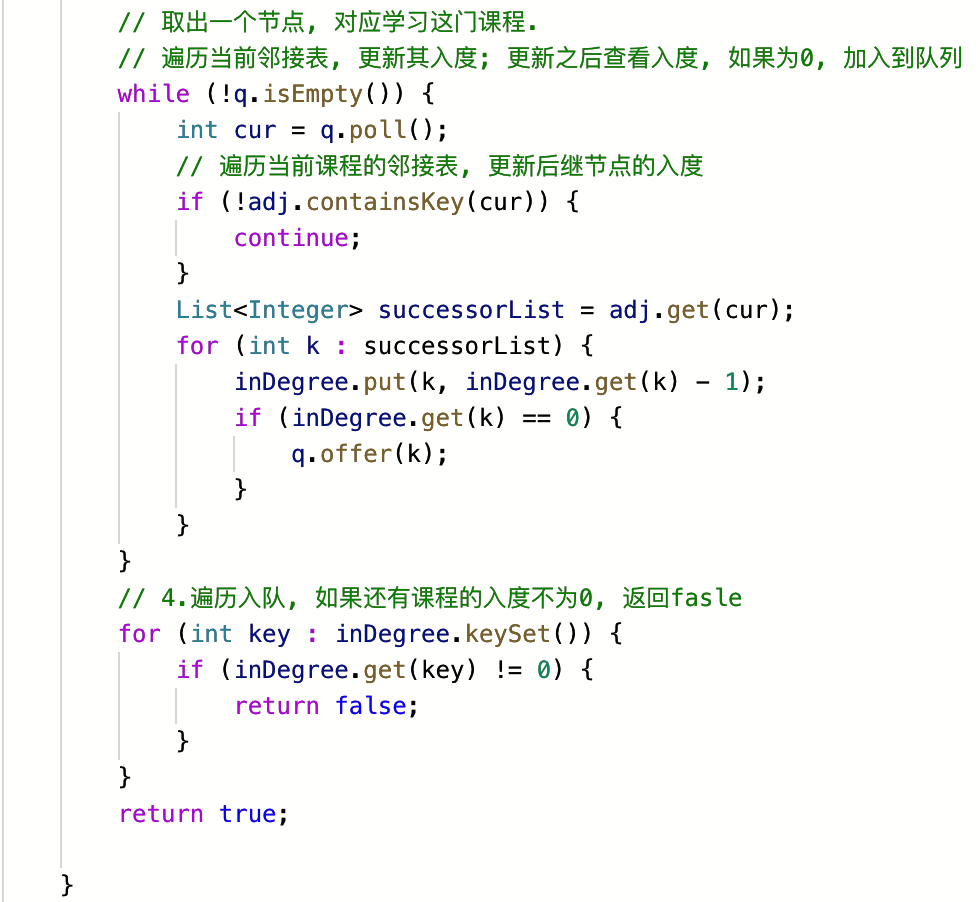 // 取出一个节点, 对应学习这门课程.
// 遍历当前邻接表, 更新其入度; 更新之后查看入度, 如果为0, 加入到队列
while (!q.isEmpty()) {
    int cur = q.poll();
    // 遍历当前课程的邻接表, 更新后继节点的入度
    if (!adj.containsKey(cur)) {
        continue;
    }
    List<Integer> successorList = adj.get(cur);
    for (int k : successorList) {
        inDegree.put(k, inDegree.get(k) - 1);
        if (inDegree.get(k) == 0) {
            q.offer(k);
        }
    }
}
// 4.遍历入队, 如果还有课程的入度不为0, 返回fasle
for (int key : inDegree.keySet()) {
    if (inDegree.get(key) != 0) {
        return false;
    }
}
return true;
}